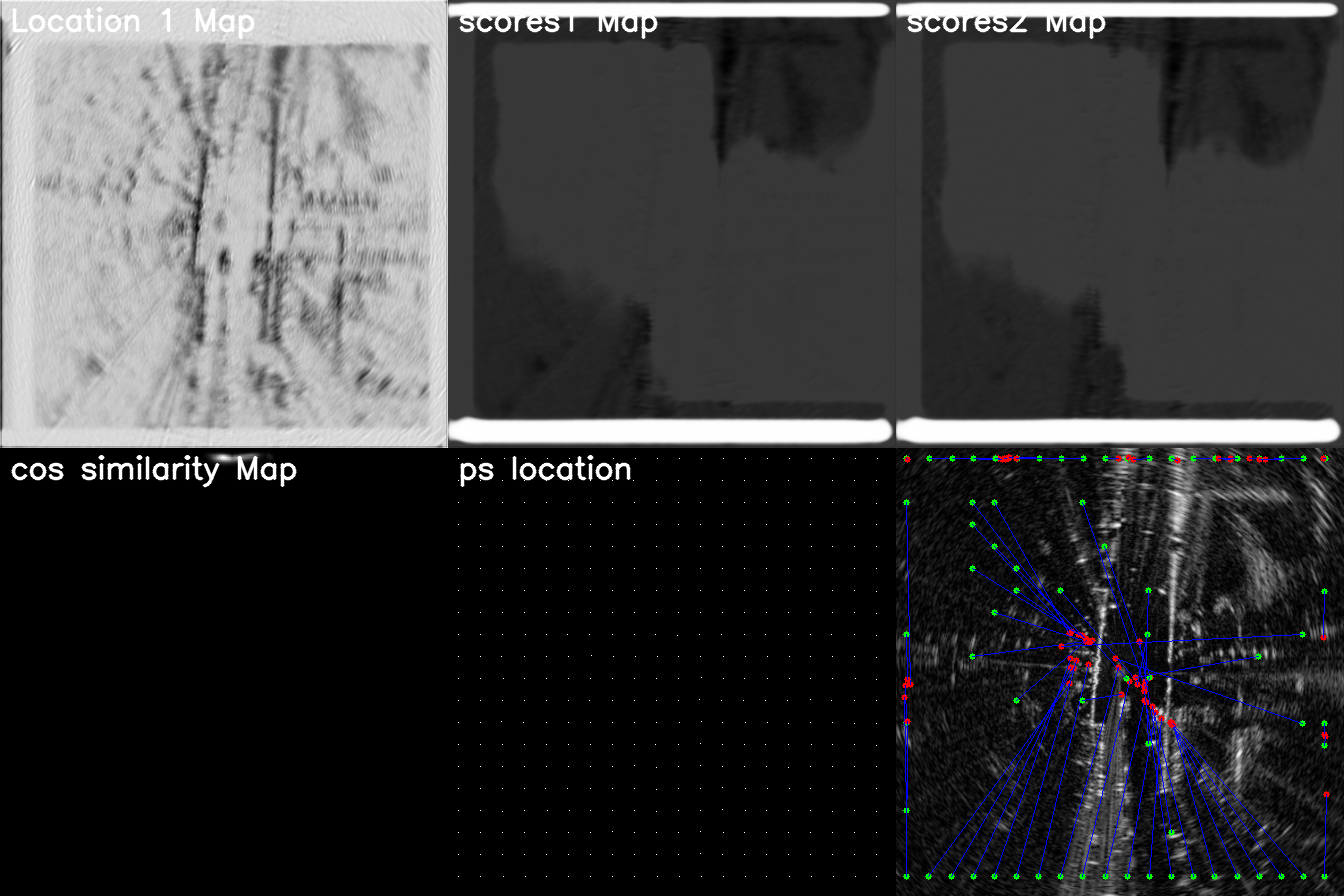 Location 1 Map
scores1 Map
scores2 Map
cos similarity Map
ps location